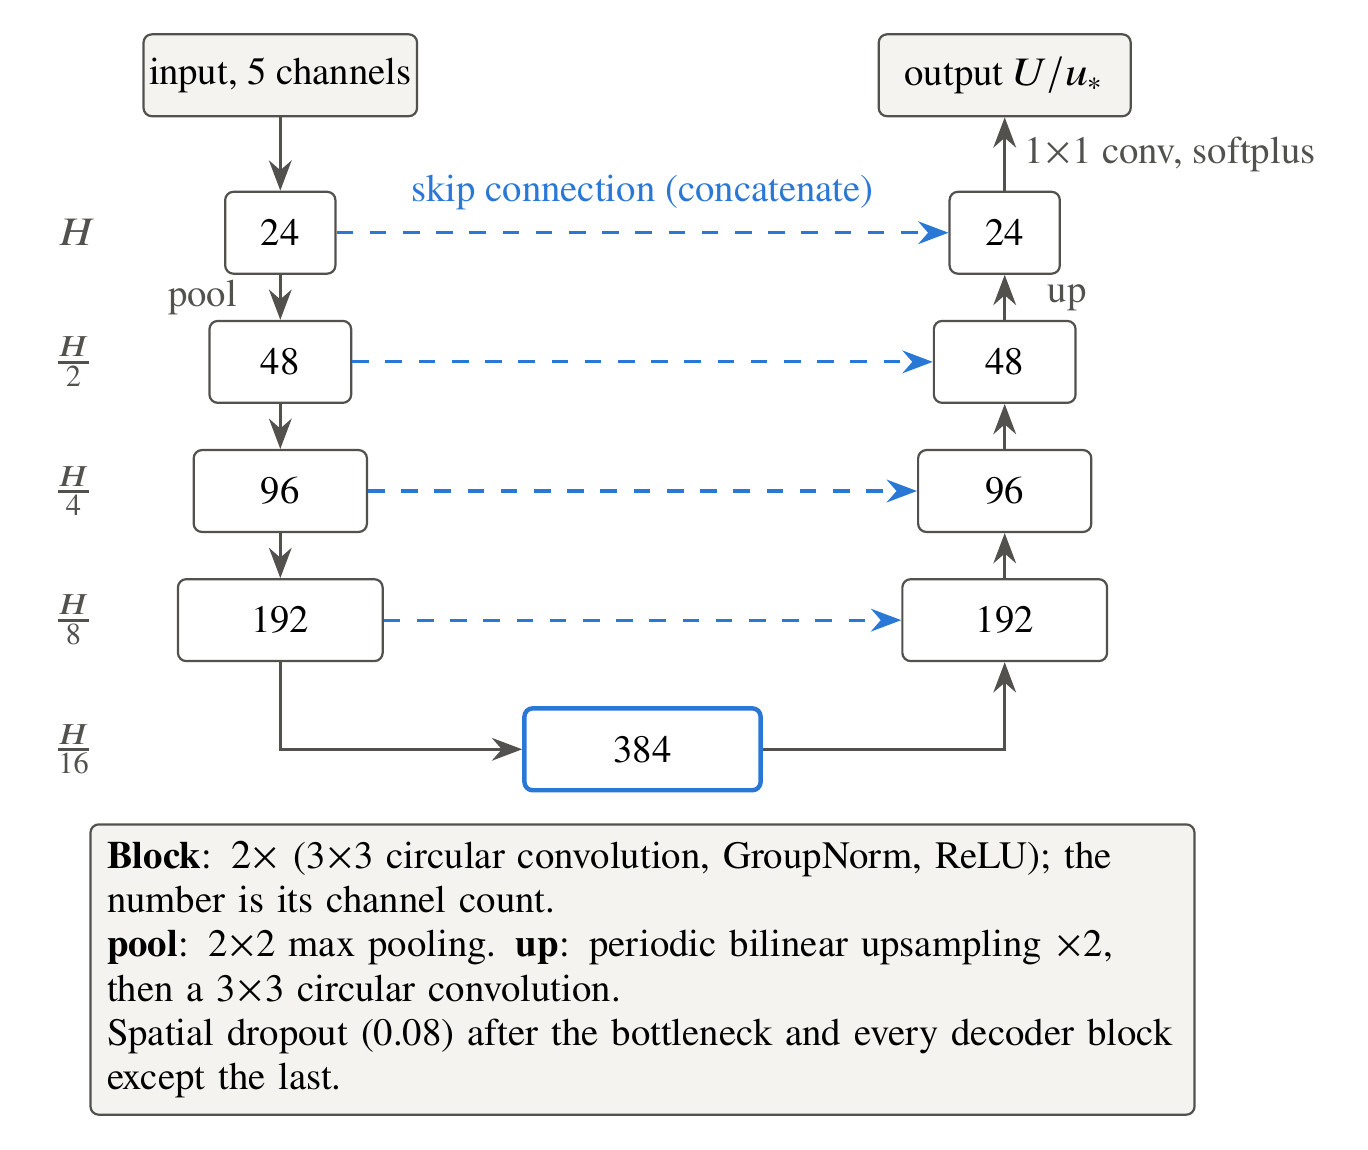 input, 5 channels
output U/u*
1×1 conv, softplus
skip connection (concatenate)
H
24
24
pool
up
H/2
48
48
H/4
96
96
H/8
192
192
H/16
384
Block: 2× (3×3 circular convolution, GroupNorm, ReLU); the
number is its channel count.
pool: 2×2 max pooling. up: periodic bilinear upsampling ×2,
then a 3×3 circular convolution.
Spatial dropout (0.08) after the bottleneck and every decoder block
except the last.